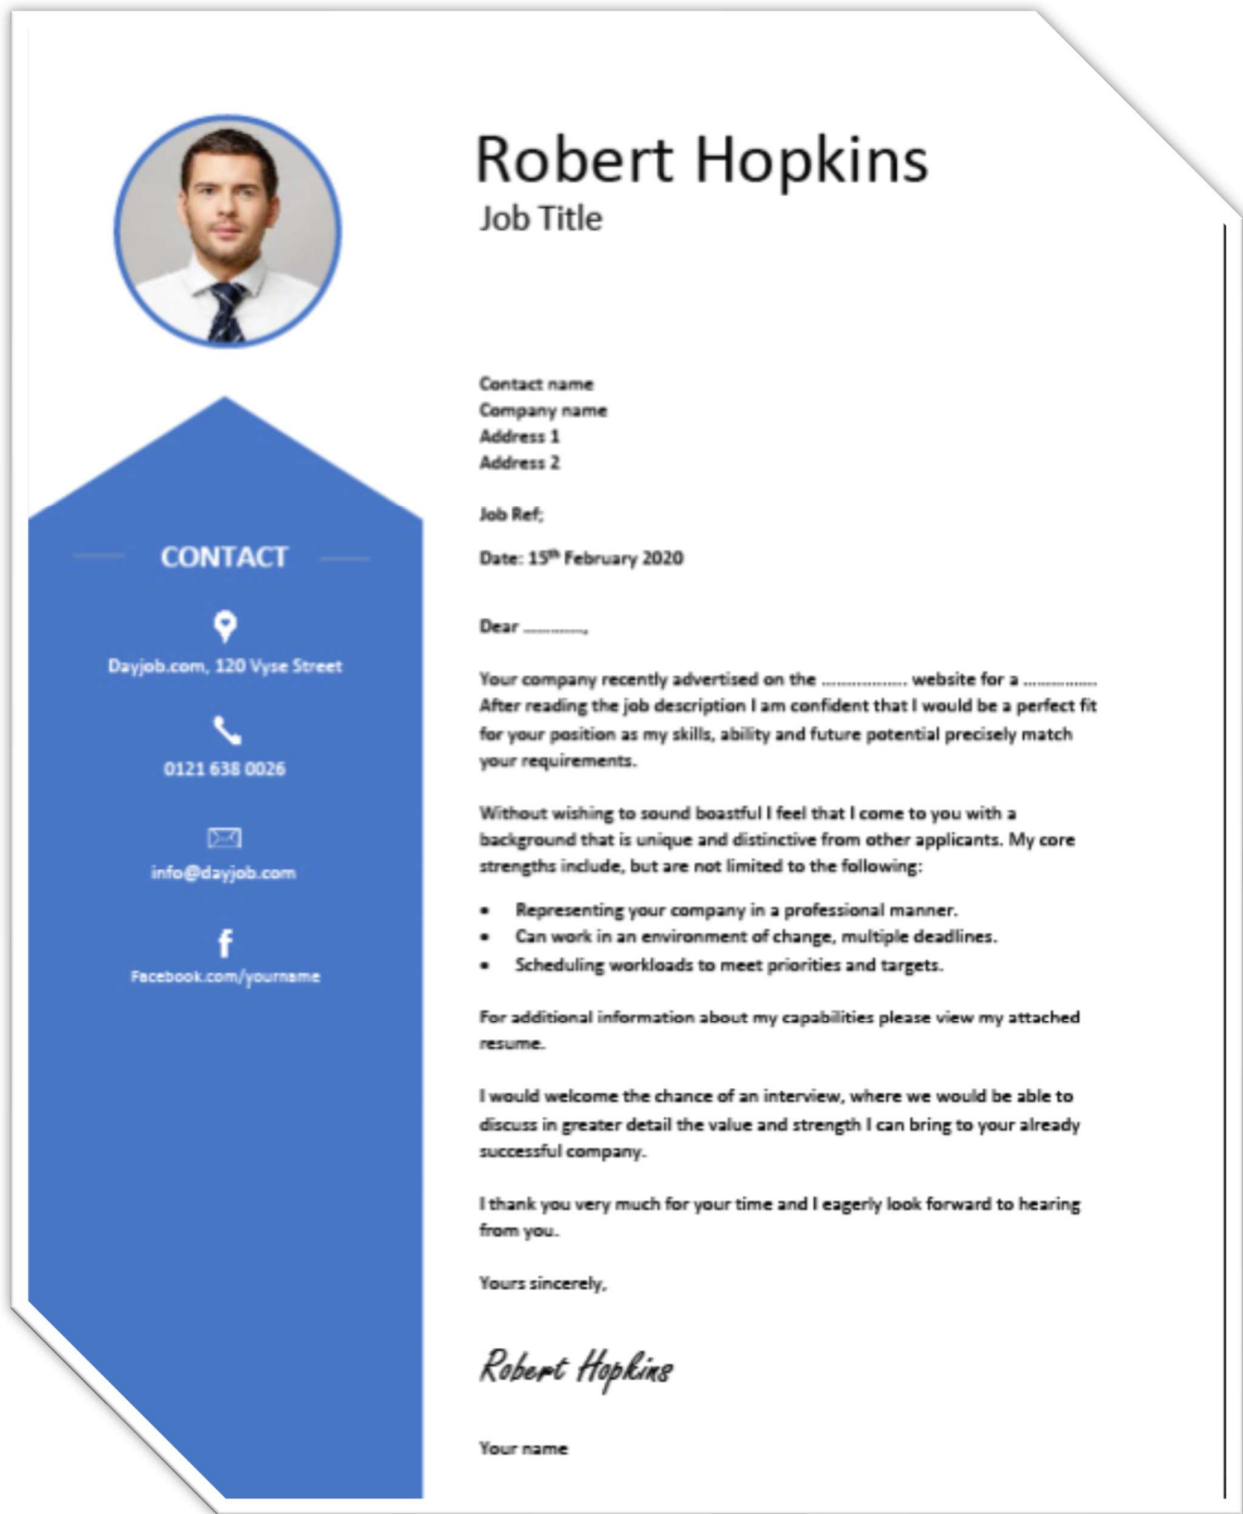 Robert Hopkins
Job Title
CONTACT
Dayjob.com, 120 Vyse Street
0121 638 0026
info@dayjob.com
Facebook.com/yourname
Contact name
Company name
Address 1
Address 2
Job Ref;
Date: 15th February 2020
Dear ............,
Your company recently advertised on the .................. website for a ...............
After reading the job description I am confident that I would be a perfect fit
for your position as my skills, ability and future potential precisely match
your requirements.
Without wishing to sound boastful I feel that I come to you with a
background that is unique and distinctive from other applicants. My core
strengths include, but are not limited to the following:
• Representing your company in a professional manner.
• Can work in an environment of change, multiple deadlines.
• Scheduling workloads to meet priorities and targets.
For additional information about my capabilities please view my attached
resume.
I would welcome the chance of an interview, where we would be able to
discuss in greater detail the value and strength I can bring to your already
successful company.
I thank you very much for your time and I eagerly look forward to hearing
from you.
Yours sincerely,
Robert Hopkins
Your name